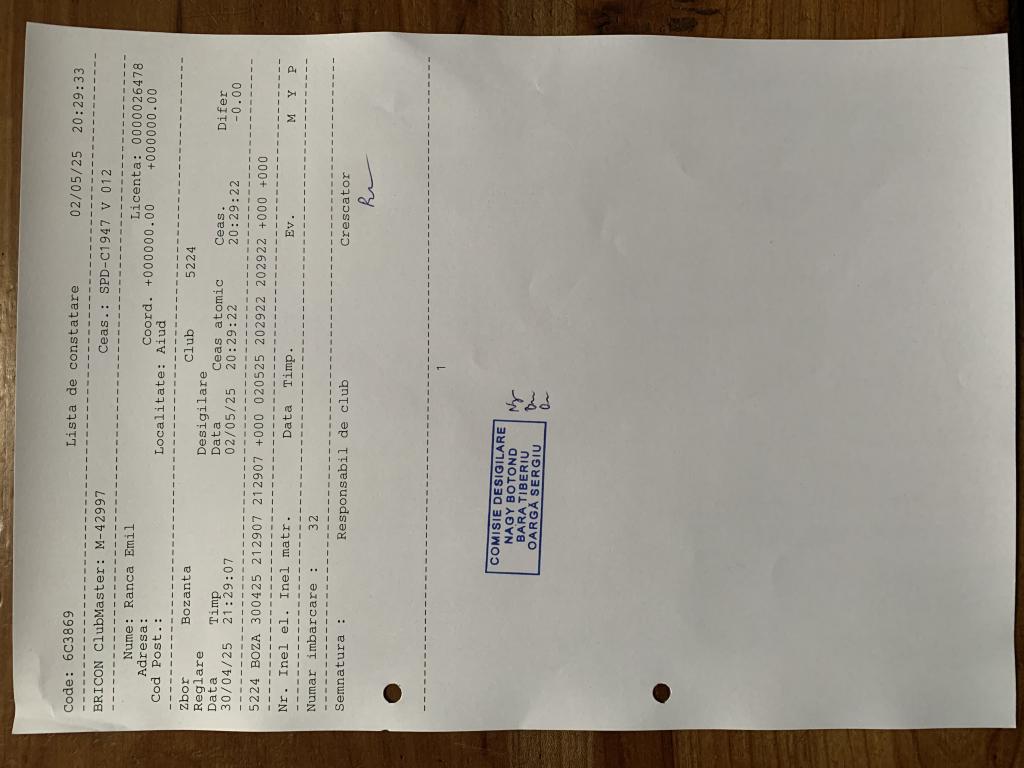 Code: 6C3869 Lista de constatare 02/05/25 20:29:33
BRICON ClubMaster: M-42997 Ceas.: SPD-C1947 V 012
Nume: Ranca Emil Licenta: 0000026478
Adresa: Coord. +000000.00 +000000.00
Cod Post.: Localitate: Aiud
Zbor Bozanta Club 5224
Reglare Desigilare
Data Timp Data Ceas atomic Ceas. Difer
30/04/25 21:29:07 02/05/25 20:29:22 20:29:22 -0.00
5224 BOZA 300425 212907 212907 +000 020525 202922 202922 +000 +000
Nr. Inel el. Inel matr. Data Timp. Ev. M Y P
Numar imbarcare : 32
Semnatura : Responsabil de club Crescator
1
COMISIE DESIGILARE
NAGY BOTOND
BARA TIBERIU
OARGĂ SERGIU